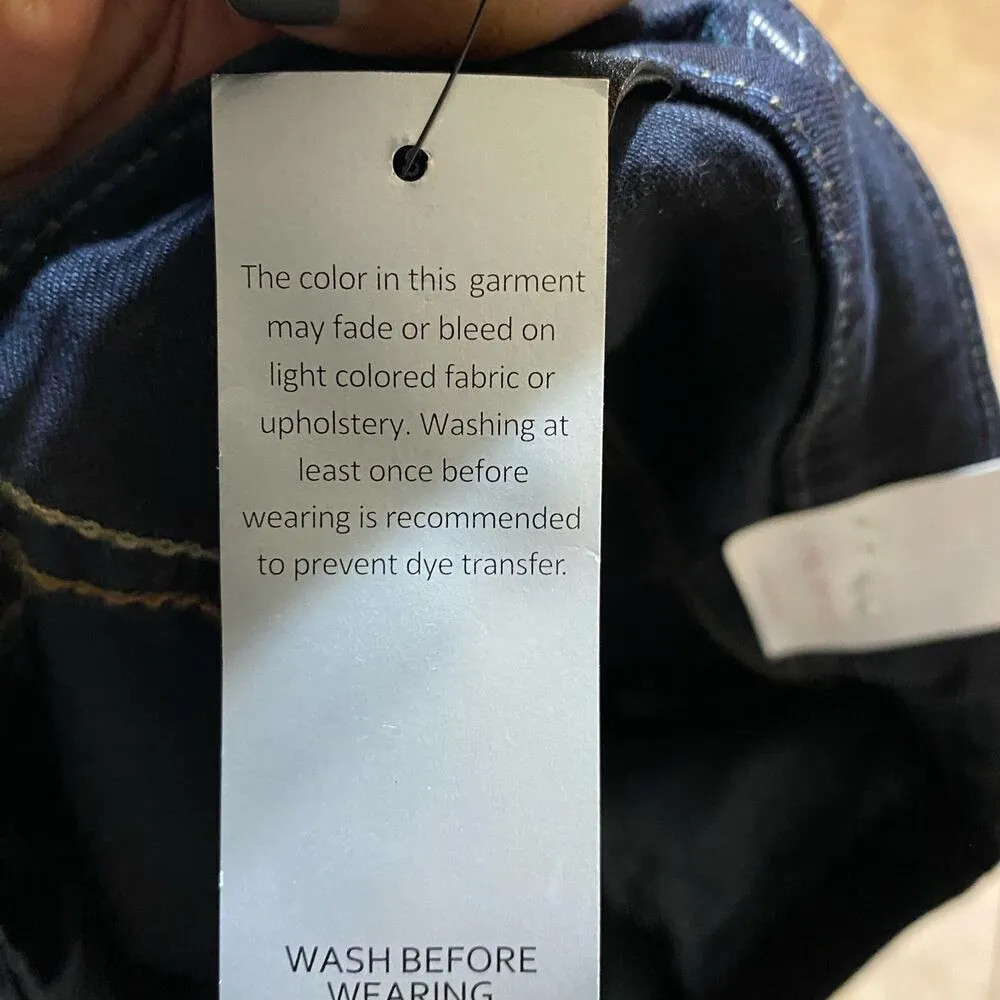 The color in this garment
may fade or bleed on
light colored fabric or
upholstery. Washing at
least once before
wearing is recommended
to prevent dye transfer.
WASH BEFORE
WEARING